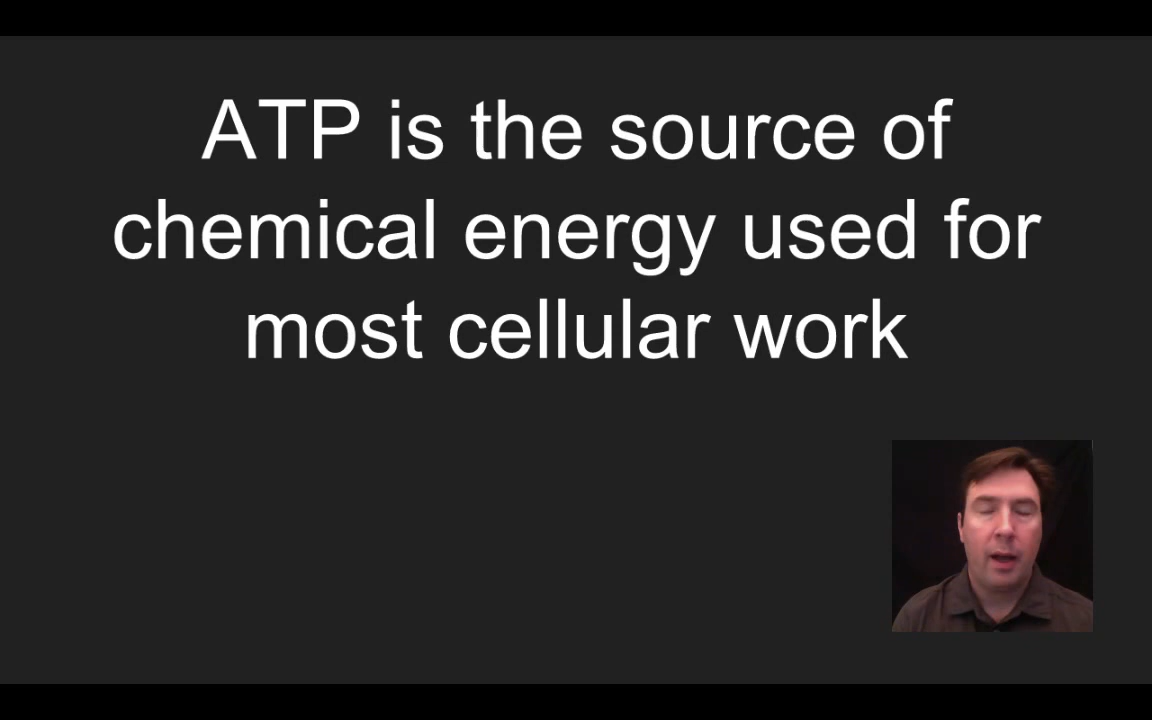 ATP is the source of
chemical energy used for
most cellular work